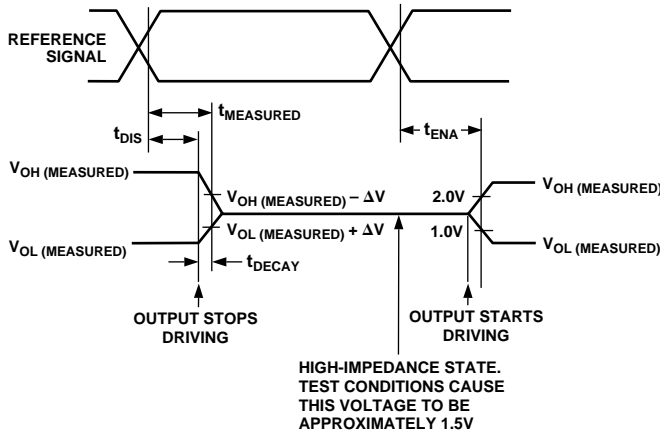 REFERENCE
SIGNAL
tMEASURED
tDIS
tENA
VOH (MEASURED)
VOH (MEASURED) – ΔV
2.0V
VOH (MEASURED)
VOL (MEASURED)
VOL (MEASURED) + ΔV
1.0V
VOL (MEASURED)
tDECAY
OUTPUT STOPS
DRIVING
OUTPUT STARTS
DRIVING
HIGH-IMPEDANCE STATE.
TEST CONDITIONS CAUSE
THIS VOLTAGE TO BE
APPROXIMATELY 1.5V